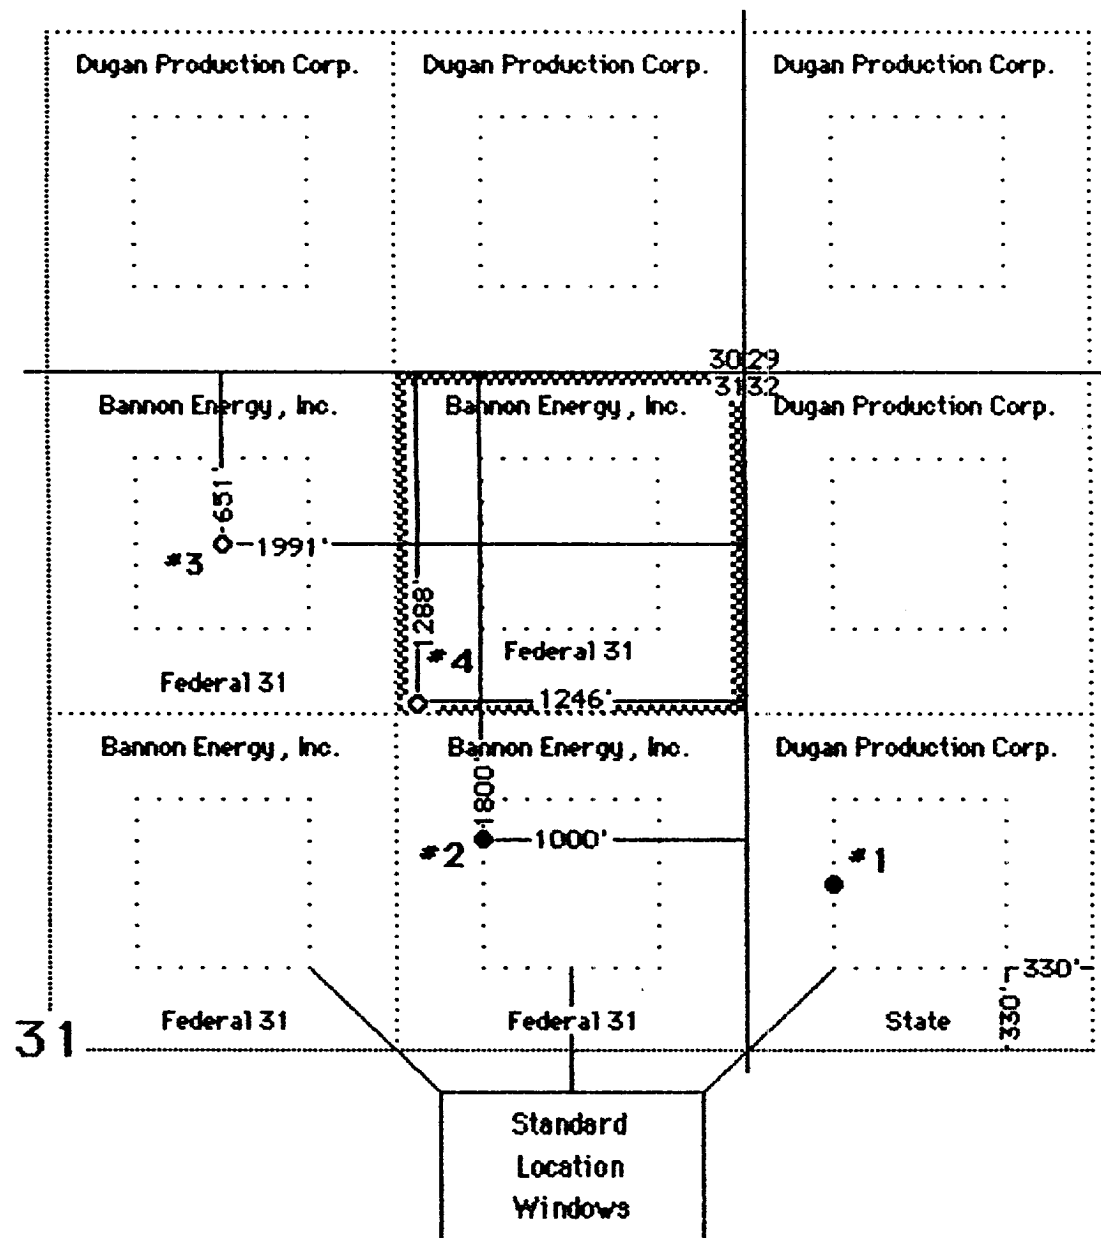 Dugan Production Corp.
Dugan Production Corp.
Dugan Production Corp.
30 29
31 32
Bannon Energy, Inc.
Bannon Energy, Inc.
Dugan Production Corp.
651'
#3
1991'
1288'
#4
Federal 31
Federal 31
1246'
Bannon Energy, Inc.
Bannon Energy, Inc.
Dugan Production Corp.
1800'
#2
1000'
#1
330'
330'
31
Federal 31
Federal 31
State
Standard
Location
Windows